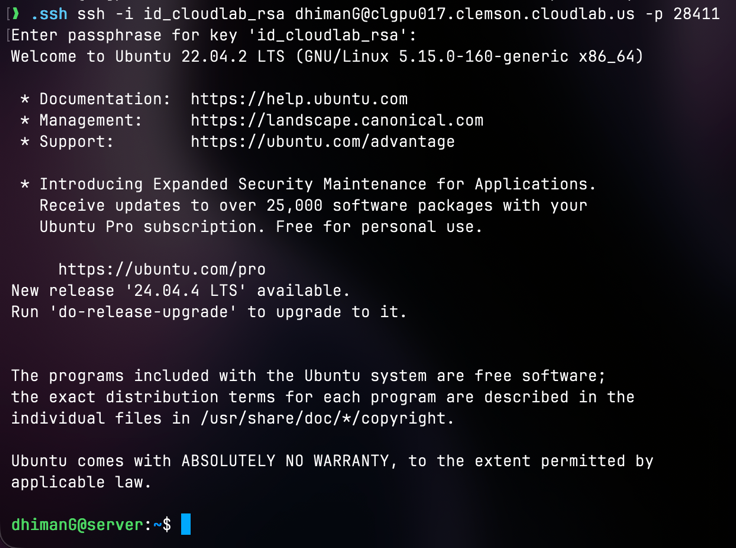 ❯ .ssh ssh -i id_cloudlab_rsa dhimanG@clgpu017.clemson.cloudlab.us -p 28411
Enter passphrase for key 'id_cloudlab_rsa':
Welcome to Ubuntu 22.04.2 LTS (GNU/Linux 5.15.0-160-generic x86_64)

 * Documentation:  https://help.ubuntu.com
 * Management:     https://landscape.canonical.com
 * Support:        https://ubuntu.com/advantage

 * Introducing Expanded Security Maintenance for Applications.
   Receive updates to over 25,000 software packages with your
   Ubuntu Pro subscription. Free for personal use.

     https://ubuntu.com/pro
New release '24.04.4 LTS' available.
Run 'do-release-upgrade' to upgrade to it.


The programs included with the Ubuntu system are free software;
the exact distribution terms for each program are described in the
individual files in /usr/share/doc/*/copyright.

Ubuntu comes with ABSOLUTELY NO WARRANTY, to the extent permitted by
applicable law.

dhimanG@server:~$